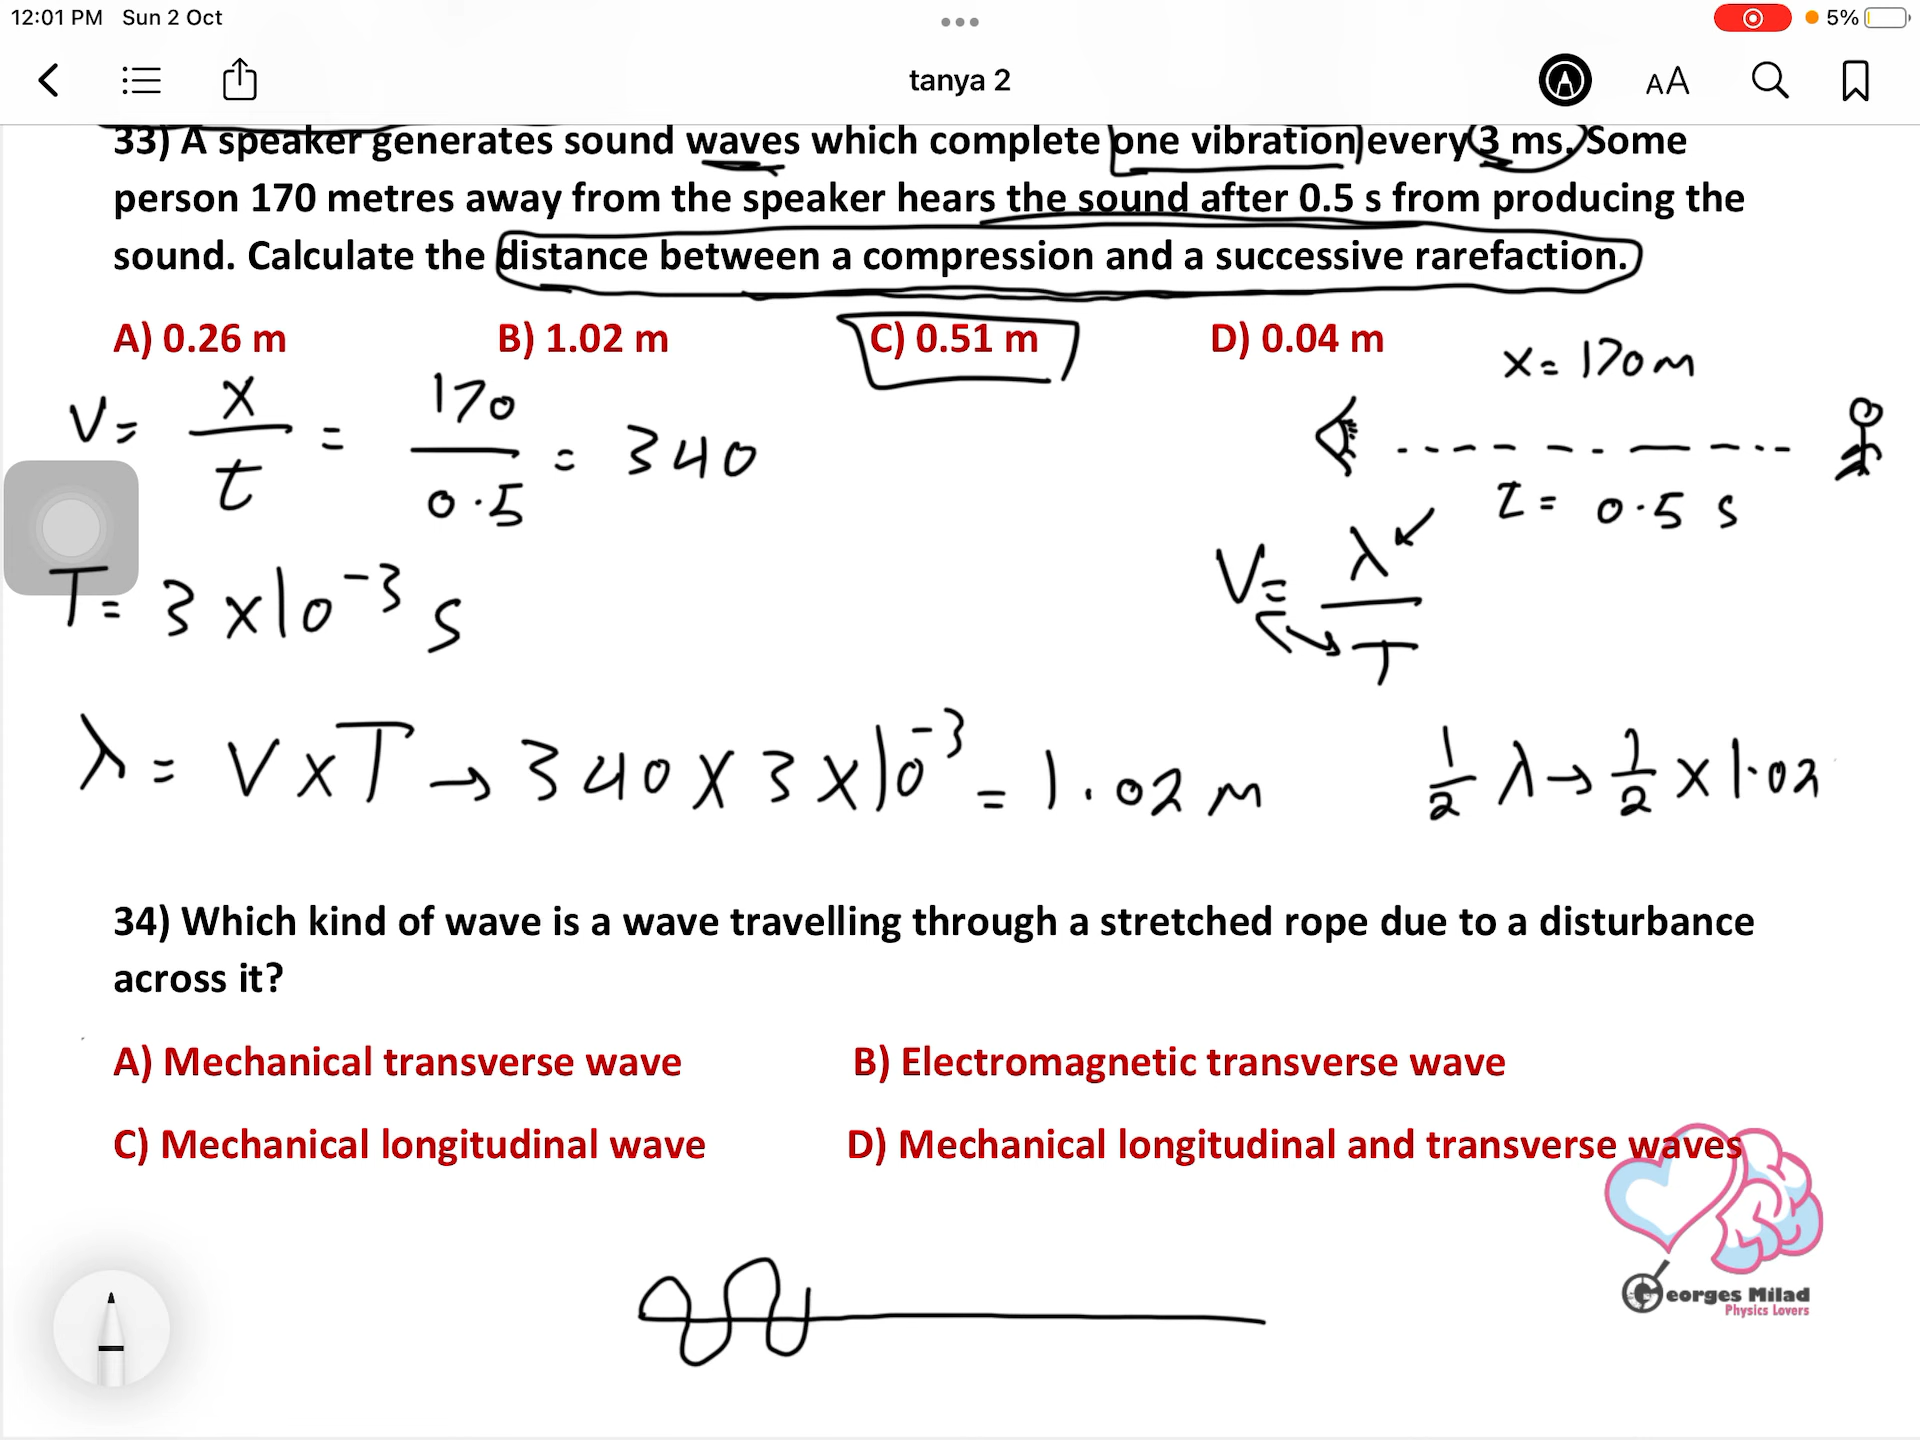 12:01 PM Sun 2 Oct
5%
tanya 2
AA
33) A speaker generates sound waves which complete one vibration every 3 ms. Some
person 170 metres away from the speaker hears the sound after 0.5 s from producing the
sound. Calculate the distance between a compression and a successive rarefaction.
A) 0.26 m B) 1.02 m C) 0.51 m D) 0.04 m
x = 170 m
V = x/t = 170/0.5 = 340
t = 0.5 s
V = λ/T
T = 3 x 10⁻³ s
λ = V x T → 340 x 3 x 10⁻³ = 1.02 m
1/2 λ → 1/2 x 1.02
34) Which kind of wave is a wave travelling through a stretched rope due to a disturbance
across it?
A) Mechanical transverse wave B) Electromagnetic transverse wave
C) Mechanical longitudinal wave D) Mechanical longitudinal and transverse waves
Georges Milad
Physics Lovers